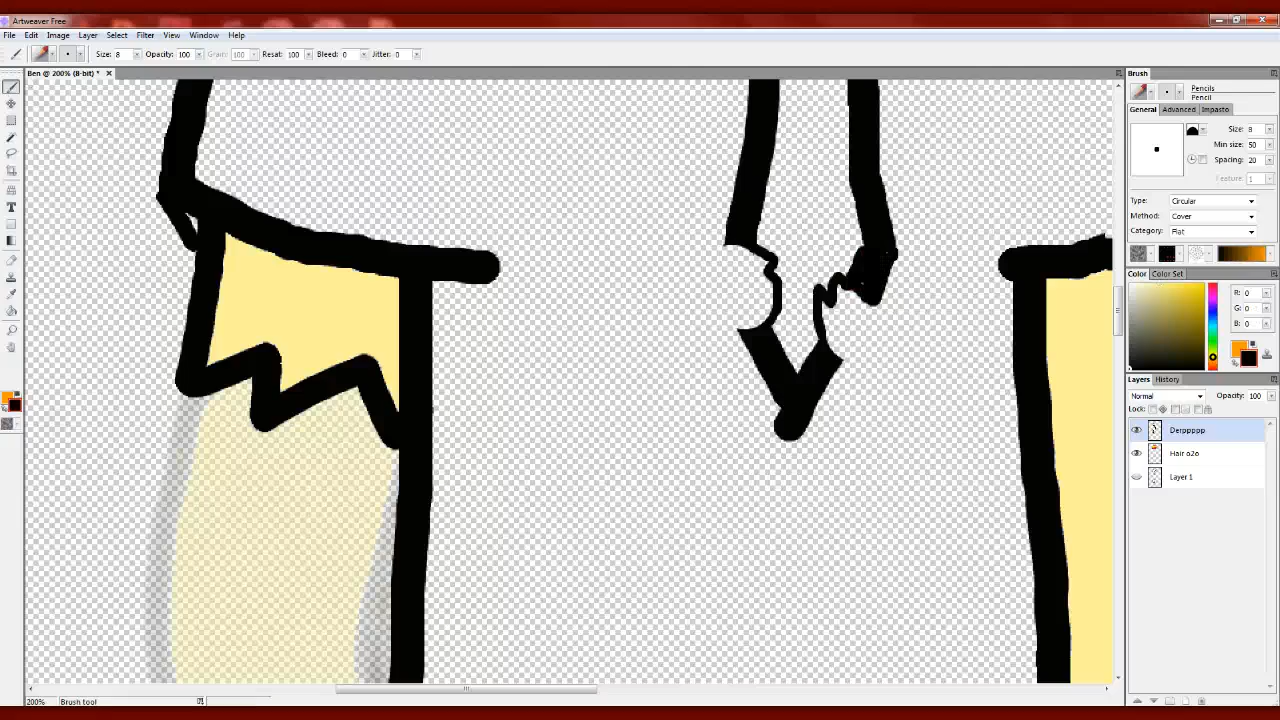 Artweaver Free
File Edit Image Layer Select Filter View Window Help
Size: 8 Opacity: 100 Grain: 100 Resat: 100 Bleed: 0 Jitter: 0
Ben @ 200% (8-bit) *
Brush
Pencils
Pencil
General Advanced Impasto
Size: 8
Min size: 50
Spacing: 20
Feature: 1
Type: Circular
Method: Cover
Category: Flat
Color Color Set
R: 0
G: 0
B: 0
Layers History
Normal Opacity: 100
Lock:
Derppppp
Hair o2o
Layer 1
200% Brush tool